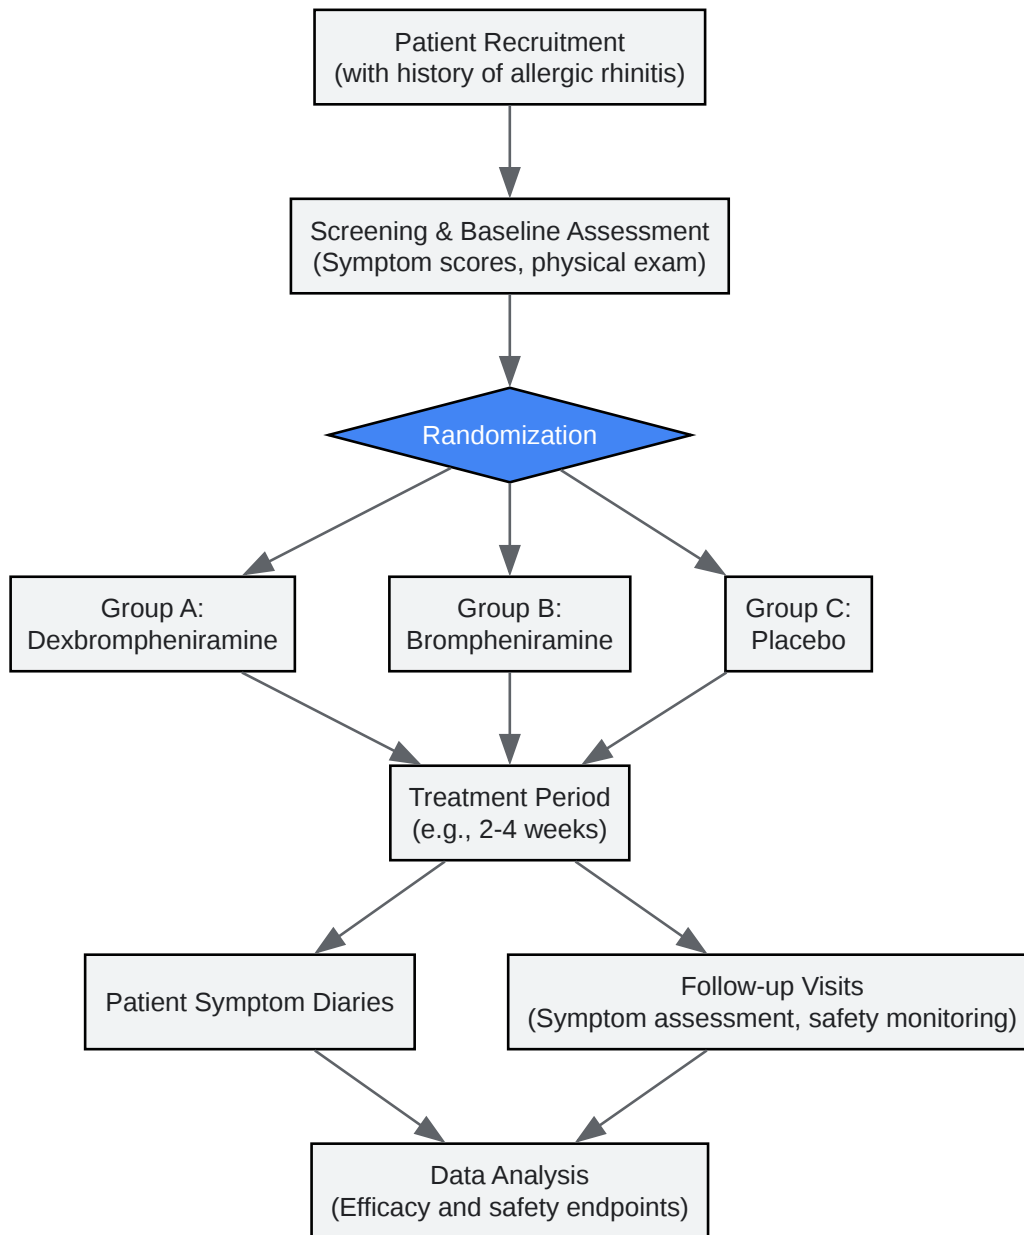 Patient Recruitment
(with history of allergic rhinitis)
Screening & Baseline Assessment
(Symptom scores, physical exam)
Randomization
Group A:
Dexbrompheniramine
Group B:
Brompheniramine
Group C:
Placebo
Treatment Period
(e.g., 2-4 weeks)
Patient Symptom Diaries
Follow-up Visits
(Symptom assessment, safety monitoring)
Data Analysis
(Efficacy and safety endpoints)